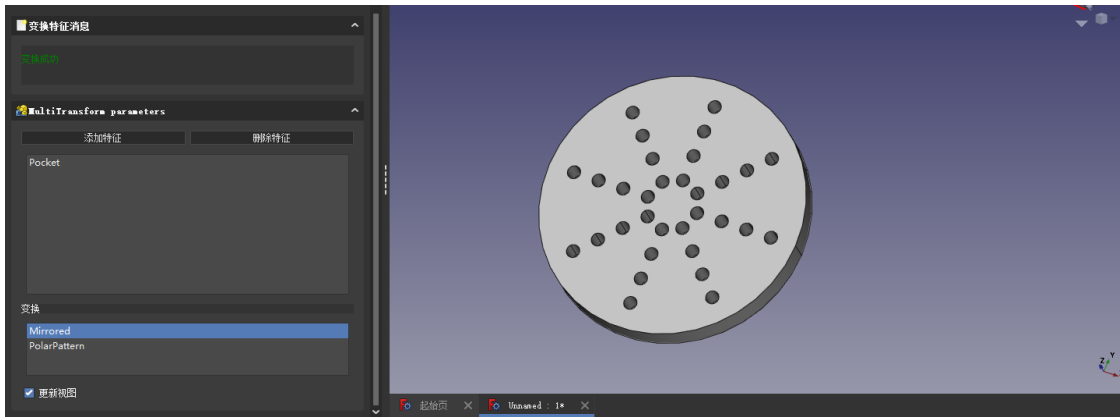 变换特征消息
变换成功
MultiTransform parameters
添加特征 删除特征
Pocket
变换
Mirrored
PolarPattern
更新视图
起始页 Unnamed : 1*
Y
Z